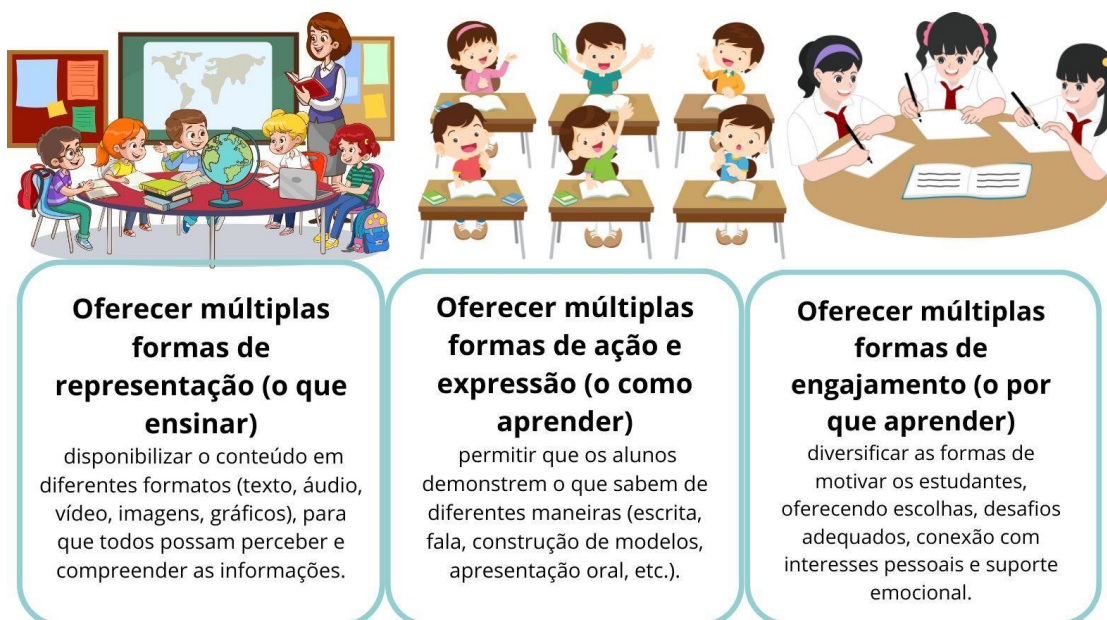 Oferecer múltiplas
formas de
representação (o que
ensinar)
disponibilizar o conteúdo em
diferentes formatos (texto, áudio,
vídeo, imagens, gráficos), para
que todos possam perceber e
compreender as informações.
Oferecer múltiplas
formas de ação e
expressão (o como
aprender)
permitir que os alunos
demonstrem o que sabem de
diferentes maneiras (escrita,
fala, construção de modelos,
apresentação oral, etc.).
Oferecer múltiplas
formas de
engajamento (o por
que aprender)
diversificar as formas de
motivar os estudantes,
oferecendo escolhas, desafios
adequados, conexão com
interesses pessoais e suporte
emocional.